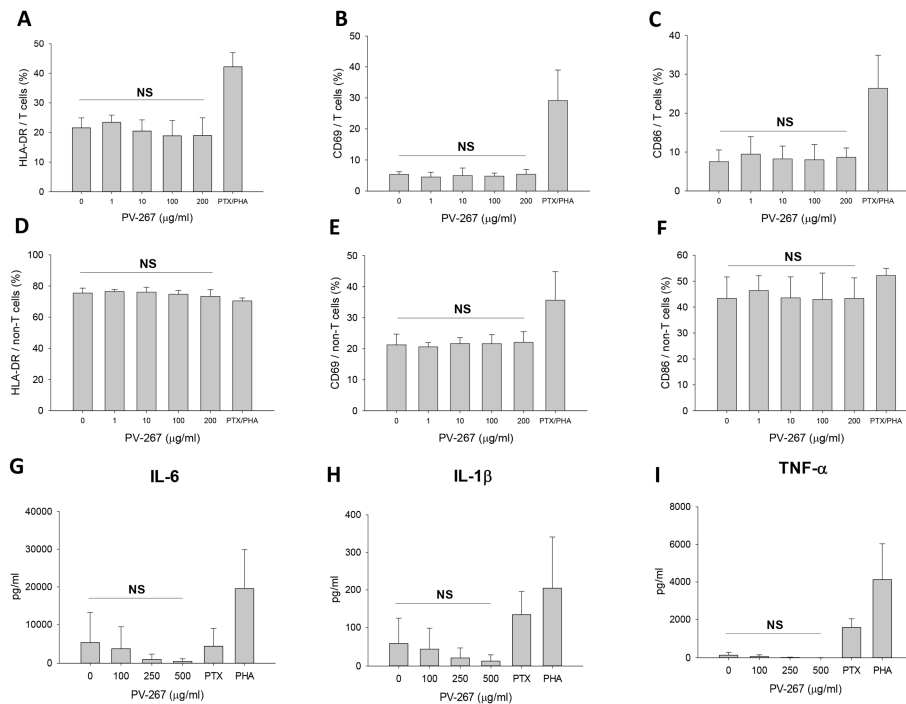 A
HLA-DR / T cells (%)
50
40
30
20
10
0
NS
0 1 10 100 200 PTX/PHA
PV-267 (μg/ml)
B
CD69 / T cells (%)
40
30
20
10
0
NS
0 1 10 100 200 PTX/PHA
PV-267 (μg/ml)
C
CD86 / T cells (%)
40
30
20
10
0
NS
0 1 10 100 200 PTX/PHA
PV-267 (μg/ml)
D
HLA-DR / non-T cells (%)
100
80
60
40
20
0
NS
0 1 10 100 200 PTX/PHA
PV-267 (μg/ml)
E
CD69 / non-T cells (%)
50
40
30
20
10
0
NS
0 1 10 100 200 PTX/PHA
PV-267 (μg/ml)
F
CD86 / non-T cells (%)
60
50
40
30
20
10
0
NS
0 1 10 100 200 PTX/PHA
PV-267 (μg/ml)
G
IL-6
pg/ml
40000
30000
20000
10000
0
NS
0 100 250 500 PTX PHA
PV-267 (μg/ml)
H
IL-1β
pg/ml
400
300
200
100
0
NS
0 100 250 500 PTX PHA
PV-267 (μg/ml)
I
TNF-α
pg/ml
8000
6000
4000
2000
0
NS
0 100 250 500 PTX PHA
PV-267 (μg/ml)